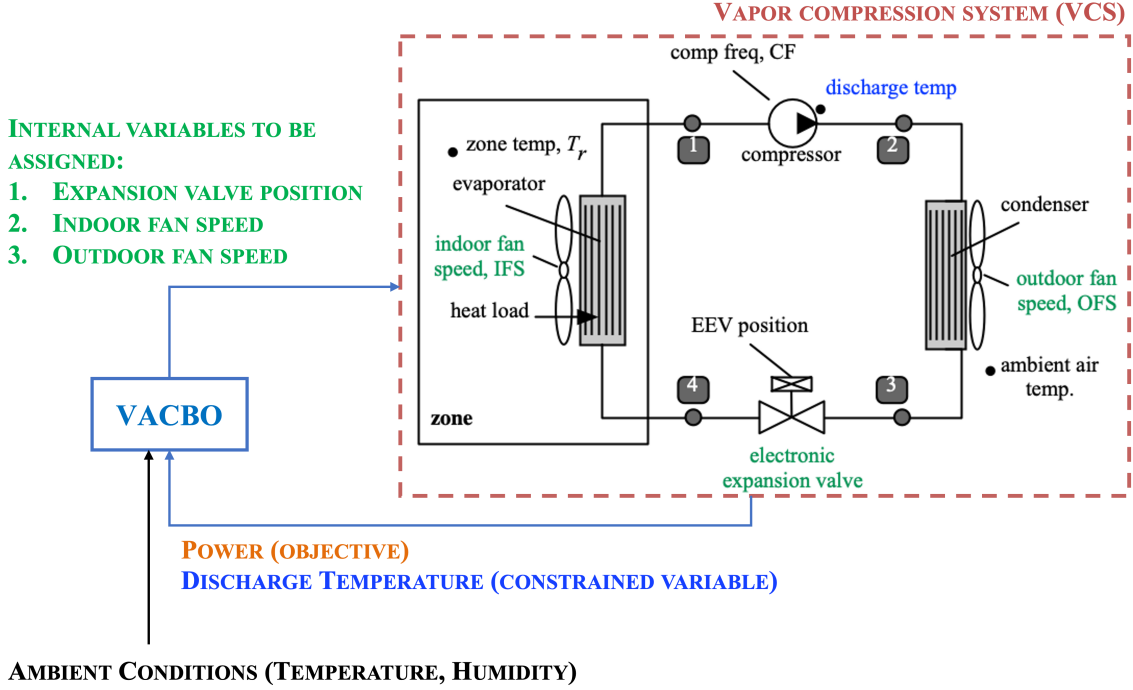 VAPOR COMPRESSION SYSTEM (VCS)
comp freq, CF
discharge temp
INTERNAL VARIABLES TO BE
ASSIGNED:
1. EXPANSION VALVE POSITION
2. INDOOR FAN SPEED
3. OUTDOOR FAN SPEED
1
2
compressor
zone temp, Tr
evaporator
condenser
indoor fan
speed, IFS
outdoor fan
speed, OFS
heat load
EEV position
ambient air
temp.
4
3
zone
VACBO
electronic
expansion valve
POWER (OBJECTIVE)
DISCHARGE TEMPERATURE (CONSTRAINED VARIABLE)
AMBIENT CONDITIONS (TEMPERATURE, HUMIDITY)